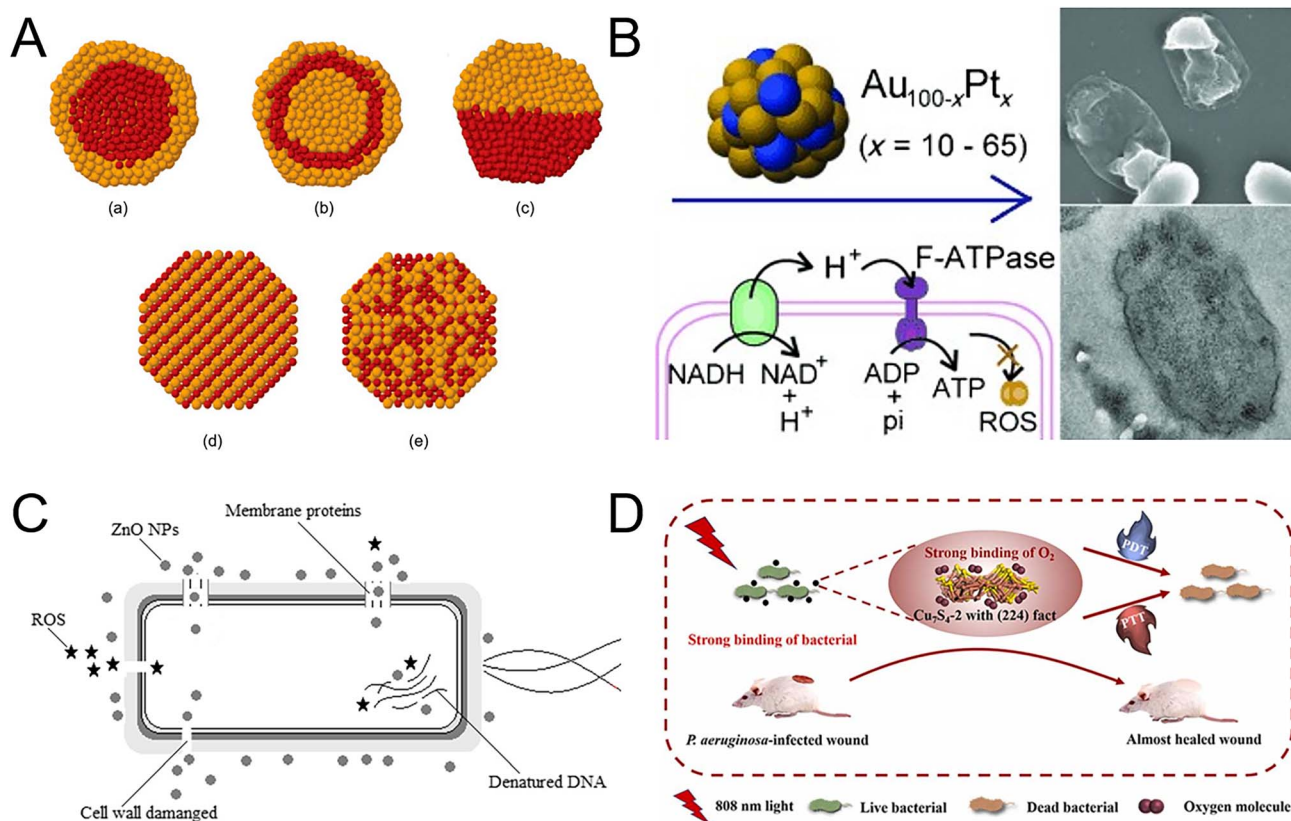 A
(a)
(b)
(c)
(d)
(e)
B
Au100-xPtx
(x = 10 - 65)
H+
F-ATPase
NADH
NAD+
+
H+
ADP
+
pi
ATP
ROS
C
ZnO NPs
Membrane proteins
ROS
Denatured DNA
Cell wall damaged
D
Strong binding of O2
Cu7S4-2 with (224) fact
PDT
PTT
Strong binding of bacterial
P. aeruginosa-infected wound
Almost healed wound
808 nm light
Live bacterial
Dead bacterial
Oxygen molecule